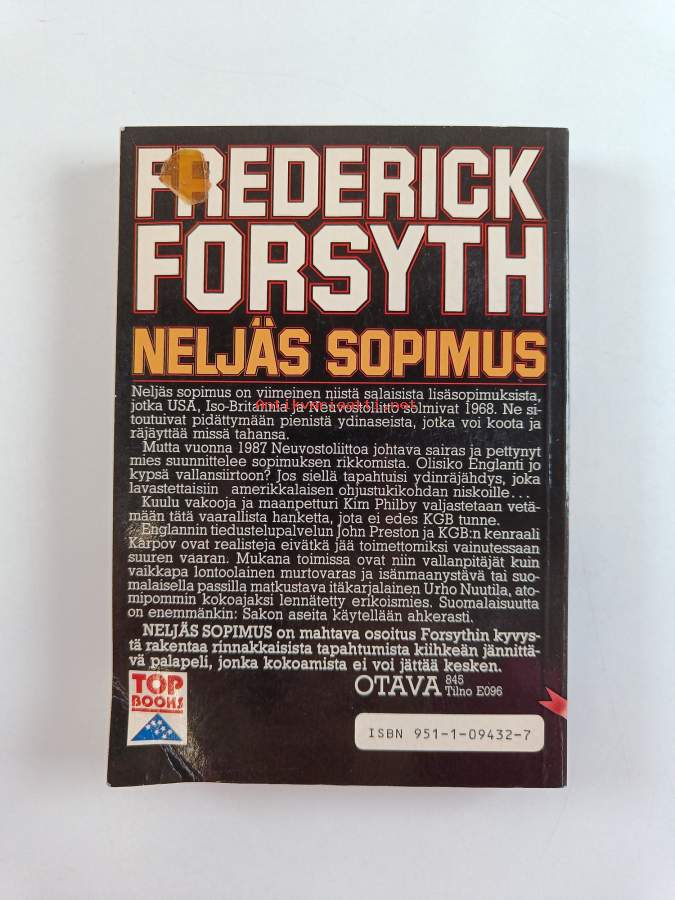 FREDERICK
FORSYTH
NELJÄS SOPIMUS
Neljäs sopimus on viimeinen niistä salaisista lisäsopimuksista,
jotka USA, Iso-Britannia ja Neuvostoliitto solmivat 1968. Ne si-
antikvariaatti.net
toutuivat pidättymään pienistä ydinaseista, jotka voi koota ja
räjäyttää missä tahansa.
Mutta vuonna 1987 Neuvostoliittoa johtava sairas ja pettynyt
mies suunnittelee sopimuksen rikkomista. Olisiko Englanti jo
kypsä vallansiirtoon? Jos siellä tapahtuisi ydinräjähdys, joka
lavastettaisiin amerikkalaisen ohjustukikohdan niskoille...
Kuulu vakooja ja maanpetturi Kim Philby valjastetaan vetä-
mään tätä vaarallista hanketta, jota ei edes KGB tunne.
Englannin tiedustelupalvelun John Preston ja KGB:n kenraali
Karpov ovat realisteja eivätkä jää toimettomiksi vainutessaan
suuren vaaran. Mukana toimissa ovat niin vallanpitäjät kuin
vaikkapa lontoolainen murtovaras ja isänmaanystävä tai suo-
malaisella passilla matkustava itäkarjalainen Urho Nuutila, ato-
mipommin kokoajaksi lennätetty erikoismies. Suomalaisuutta
on enemmänkin: Sakon aseita käytellään ahkerasti.
NELJÄS SOPIMUS on mahtava osoitus Forsythin kyvys-
tä rakentaa rinnakkaisista tapahtumista kiihkeän jännittä-
vä palapeli, jonka kokoamista ei voi jättää kesken.
OTAVA 845 Tilno E096
TOP
BOOKS
ISBN 951-1-09432-7